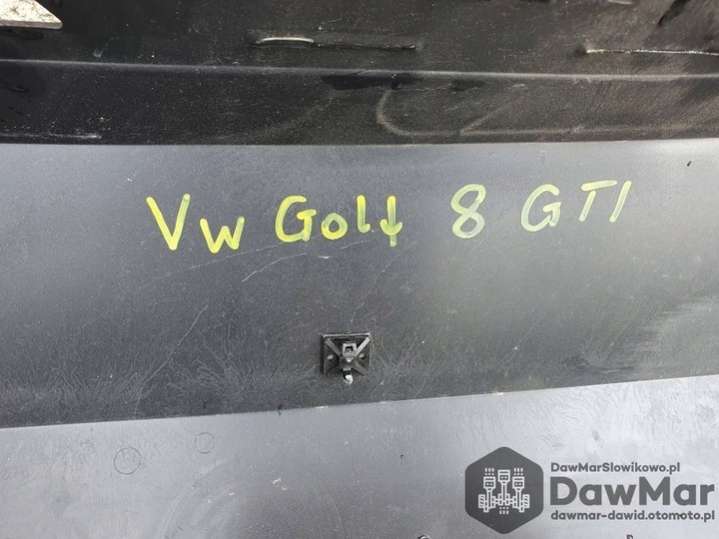 Vw Golf 8 GTI
DawMarSlowikowo.pl
DawMar
dawmar-dawid.otomoto.pl